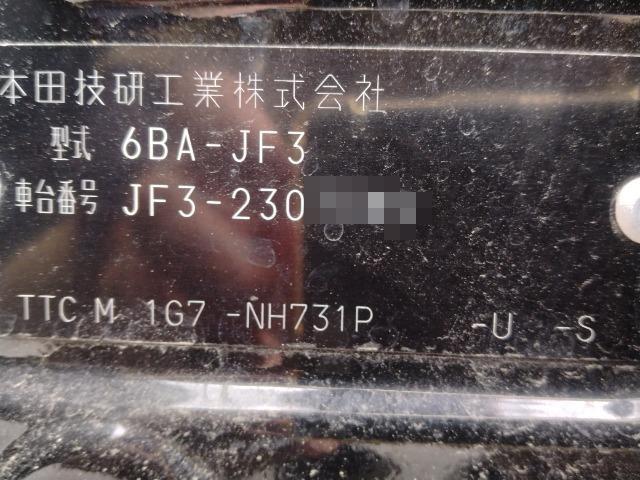 本田技研工業株式会社
型式 6BA-JF3
車台番号 JF3-230
TTC M 1G7 -NH731P -U -S